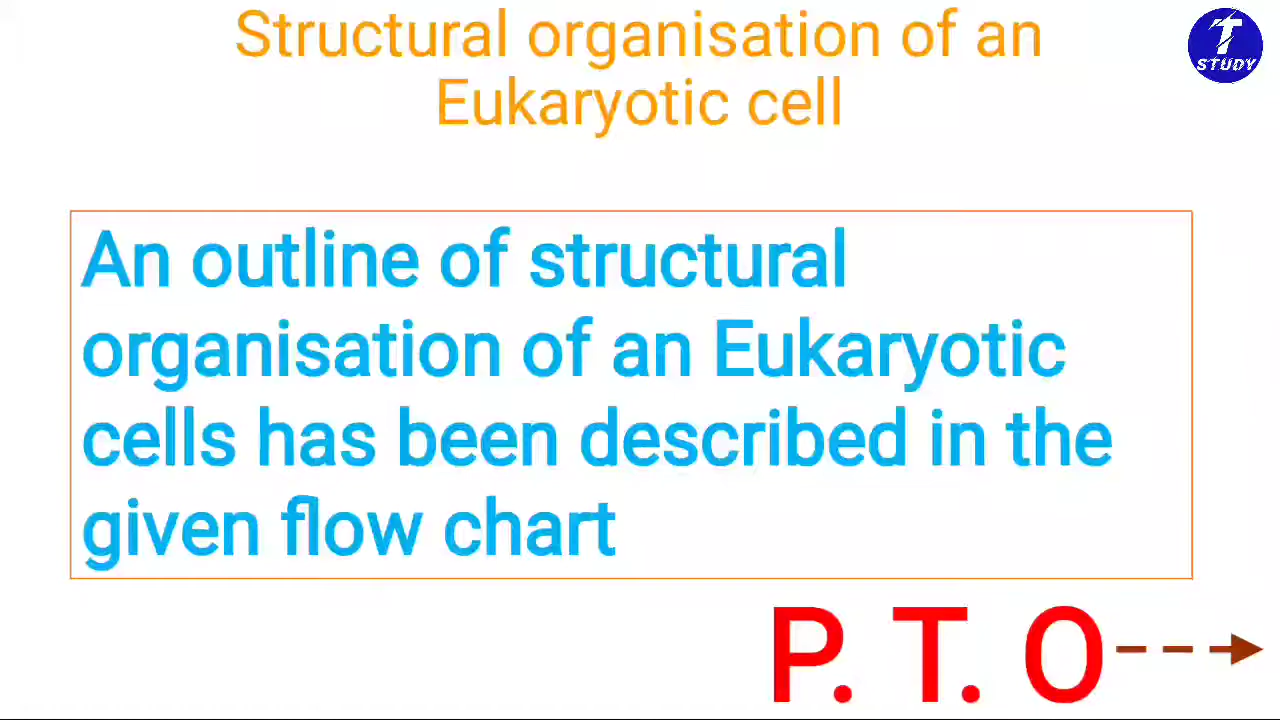 Structural organisation of an
Eukaryotic cell
T
STUDY
An outline of structural
organisation of an Eukaryotic
cells has been described in the
given flow chart
P. T. O